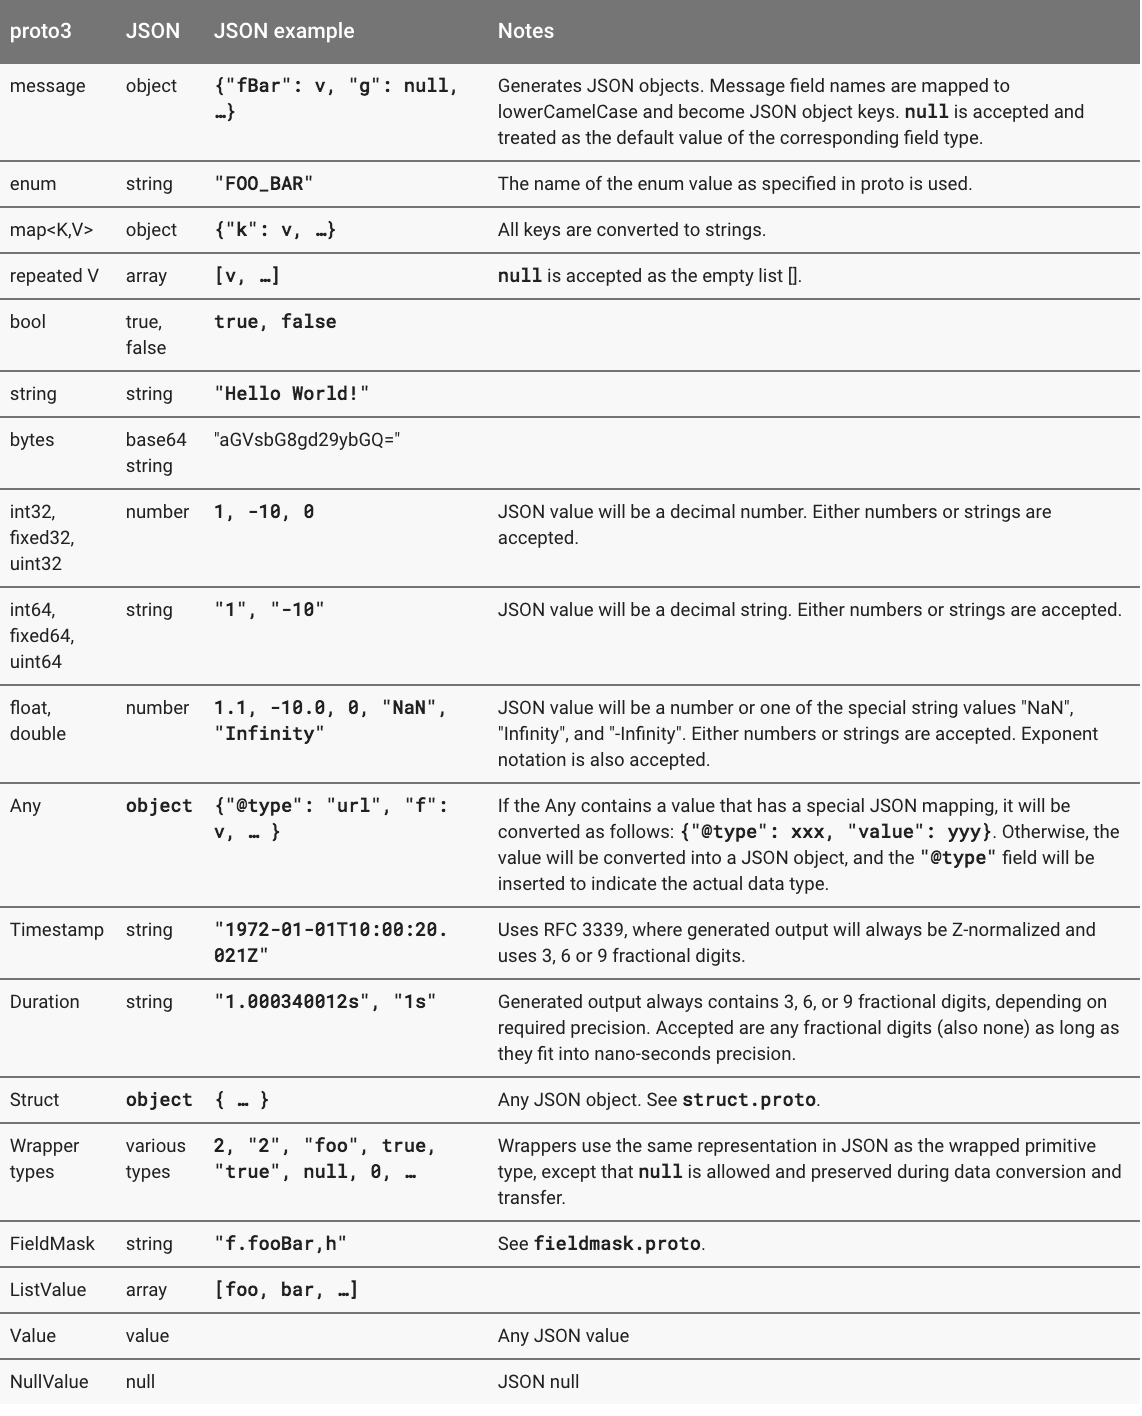 proto3 JSON JSON example Notes
message object {"fBar": v, "g": null, Generates JSON objects. Message field names are mapped to
…} lowerCamelCase and become JSON object keys. null is accepted and
treated as the default value of the corresponding field type.
enum string "FOO_BAR" The name of the enum value as specified in proto is used.
map<K,V> object {"k": v, …} All keys are converted to strings.
repeated V array [v, …] null is accepted as the empty list [].
bool true, true, false
false
string string "Hello World!"
bytes base64 "aGVsbG8gd29ybGQ="
string
int32, number 1, -10, 0 JSON value will be a decimal number. Either numbers or strings are
fixed32, accepted.
uint32
int64, string "1", "-10" JSON value will be a decimal string. Either numbers or strings are accepted.
fixed64,
uint64
float, number 1.1, -10.0, 0, "NaN", JSON value will be a number or one of the special string values "NaN",
double "Infinity" "Infinity", and "-Infinity". Either numbers or strings are accepted. Exponent
notation is also accepted.
Any object {"@type": "url", "f": If the Any contains a value that has a special JSON mapping, it will be
v, … } converted as follows: {"@type": xxx, "value": yyy}. Otherwise, the
value will be converted into a JSON object, and the "@type" field will be
inserted to indicate the actual data type.
Timestamp string "1972-01-01T10:00:20. Uses RFC 3339, where generated output will always be Z-normalized and
021Z" uses 3, 6 or 9 fractional digits.
Duration string "1.000340012s", "1s" Generated output always contains 3, 6, or 9 fractional digits, depending on
required precision. Accepted are any fractional digits (also none) as long as
they fit into nano-seconds precision.
Struct object { … } Any JSON object. See struct.proto.
Wrapper various 2, "2", "foo", true, Wrappers use the same representation in JSON as the wrapped primitive
types types "true", null, 0, … type, except that null is allowed and preserved during data conversion and
transfer.
FieldMask string "f.fooBar,h" See fieldmask.proto.
ListValue array [foo, bar, …]
Value value Any JSON value
NullValue null JSON null